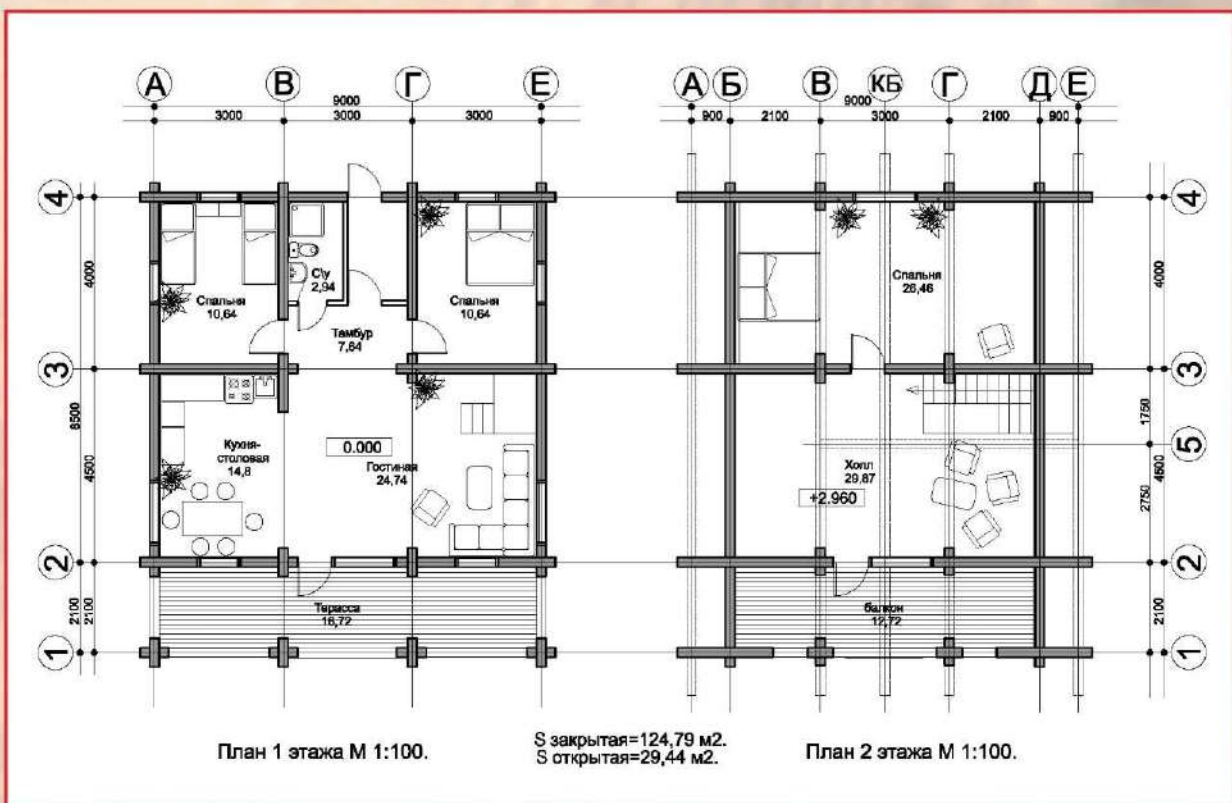 А В Г Е
9000
3000 3000 3000
4
3
2
1
4000
6500
4500
2100
2100
Спальня
10,64
С\у
2,94
Тамбур
7,64
Спальня
10,64
Кухня-
столовая
14,8
0.000
Гостиная
24,74
Терасса
16,72
План 1 этажа М 1:100.
S закрытая=124,79 м2.
S открытая=29,44 м2.
А Б В КБ Г Д Е
9000
900 2100 3000 2100 900
4
3
5
2
1
4000
1750
4500
2750
2100
Спальня
26,46
Холл
29,87
+2.960
балкон
12,72
План 2 этажа М 1:100.